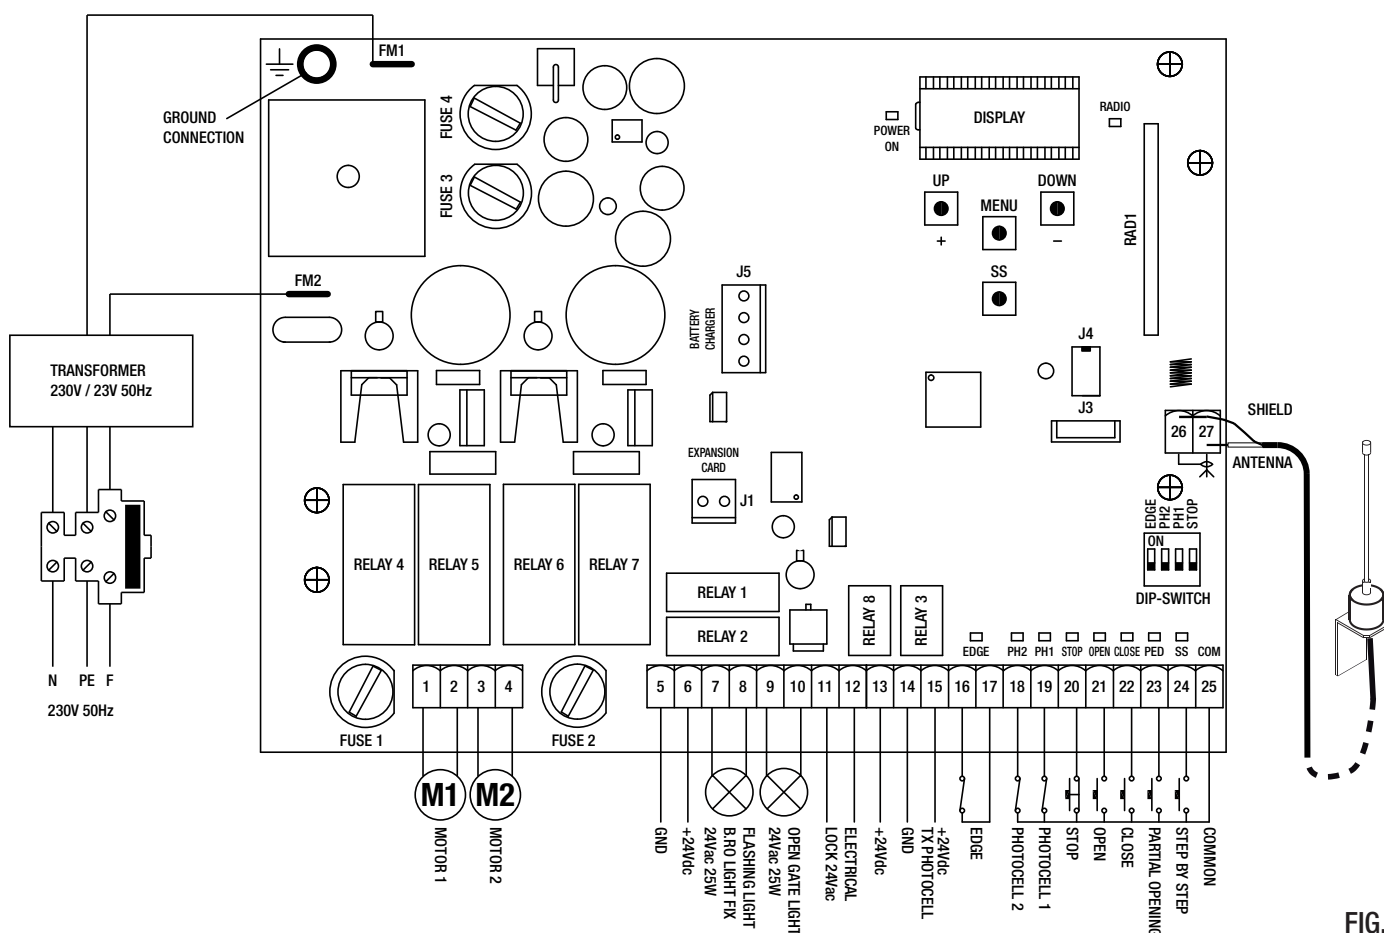 FM1
GROUND
CONNECTION
FUSE 4
FUSE 3
DISPLAY
POWER
ON
RADIO
UP
DOWN
MENU
+
–
SS
RAD1
FM2
J5
BATTERY
CHARGER
TRANSFORMER
230V / 23V 50Hz
J4
J3
SHIELD
26 27
ANTENNA
EXPANSION
CARD
J1
EDGE
PH2
PH1
STOP
ON
DIP-SWITCH
RELAY 4
RELAY 5
RELAY 6
RELAY 7
RELAY 1
RELAY 2
RELAY 8
RELAY 3
EDGE PH2 PH1 STOP OPEN CLOSE PED SS COM
N PE F
230V 50Hz
FUSE 1
1 2 3 4
FUSE 2
5 6 7 8 9 10 11 12 13 14 15 16 17 18 19 20 21 22 23 24 25
M1
M2
MOTOR 1
MOTOR 2
GND
+24Vdc
FLASHING LIGHT
B.RO LIGHT FIX
24Vac 25W
OPEN GATE LIGHT
24Vac 25W
ELECTRICAL
LOCK 24Vac
+24Vdc
GND
+24Vdc
TX PHOTOCELL
EDGE
PHOTOCELL 2
PHOTOCELL 1
STOP
OPEN
CLOSE
PARTIAL OPENING
STEP BY STEP
COMMON
FIG.